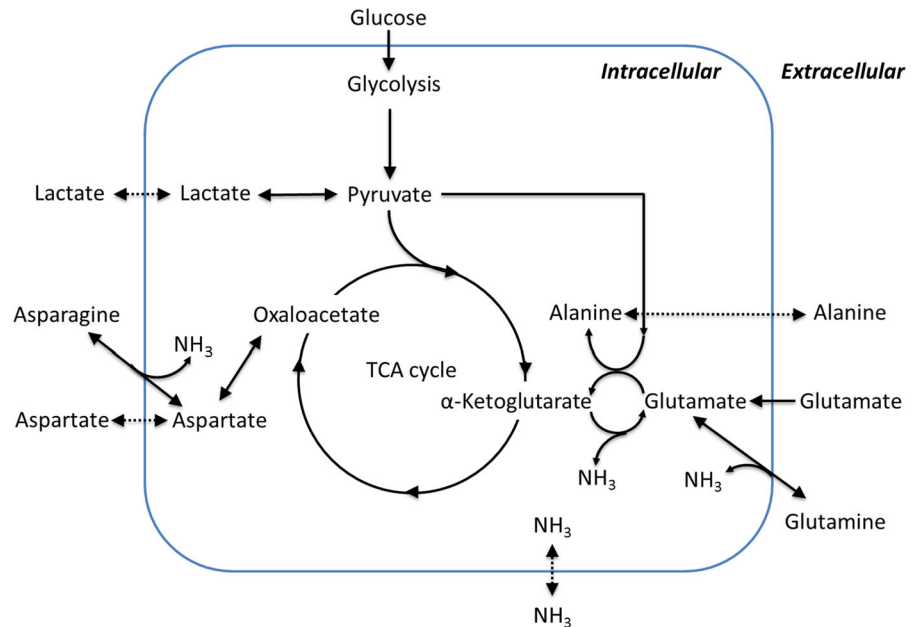 Glucose
Intracellular Extracellular
Glycolysis
Lactate Lactate Pyruvate
Asparagine Oxaloacetate Alanine Alanine
NH₃
TCA cycle
Aspartate Aspartate α-Ketoglutarate Glutamate Glutamate
NH₃ NH₃
Glutamine
NH₃
NH₃